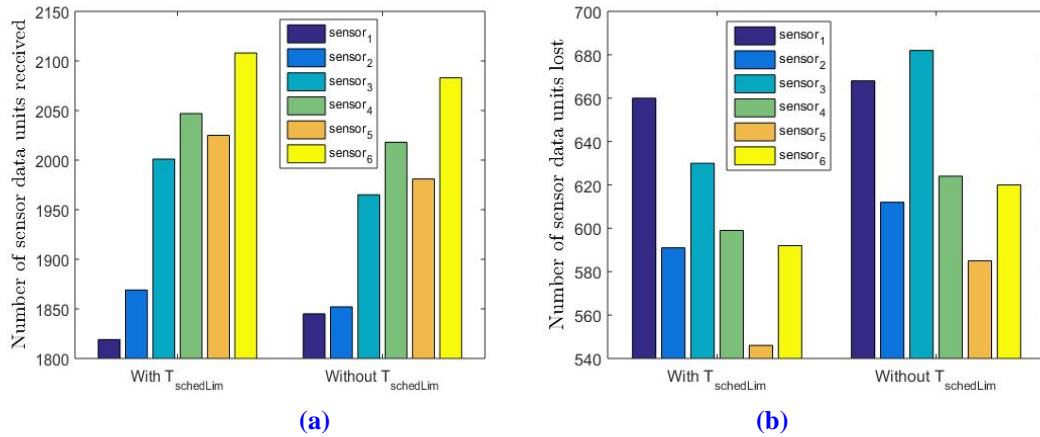 Number of sensor data units received
2150
2100
2050
2000
1950
1900
1850
1800
sensor1
sensor2
sensor3
sensor4
sensor5
sensor6
With TschedLim
Without TschedLim
(a)
Number of sensor data units lost
700
680
660
640
620
600
580
560
540
sensor1
sensor2
sensor3
sensor4
sensor5
sensor6
With TschedLim
Without TschedLim
(b)